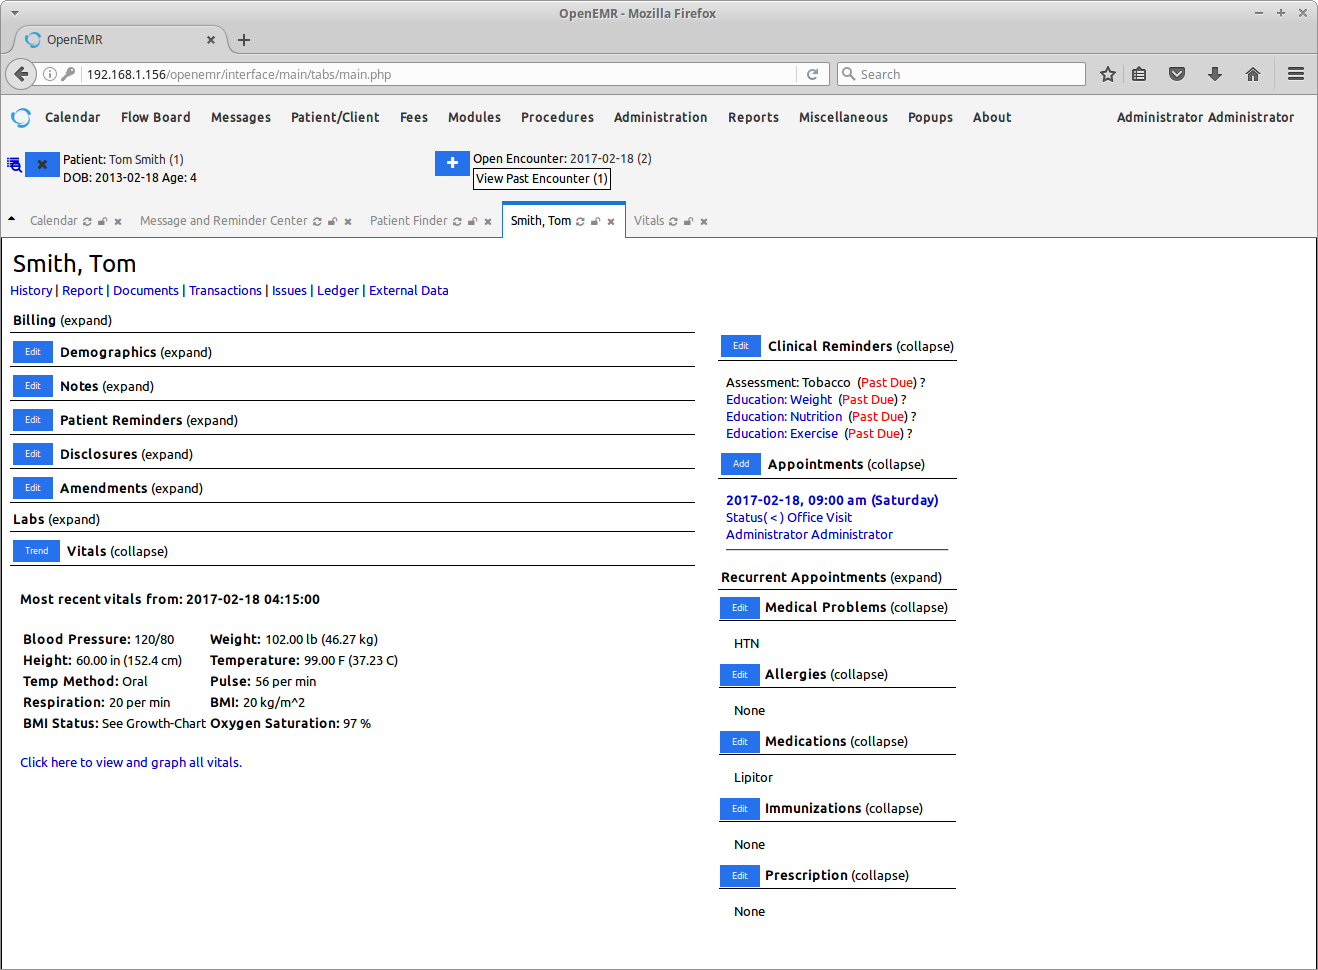 OpenEMR - Mozilla Firefox
OpenEMR
192.168.1.156/openemr/interface/main/tabs/main.php
Search
Calendar Flow Board Messages Patient/Client Fees Modules Procedures Administration Reports Miscellaneous Popups About Administrator Administrator
Patient: Tom Smith (1)
DOB: 2013-02-18 Age: 4
Open Encounter: 2017-02-18 (2)
View Past Encounter (1)
Calendar Message and Reminder Center Patient Finder Smith, Tom Vitals
Smith, Tom
History | Report | Documents | Transactions | Issues | Ledger | External Data
Billing (expand)
Edit Demographics (expand)
Edit Notes (expand)
Edit Patient Reminders (expand)
Edit Disclosures (expand)
Edit Amendments (expand)
Labs (expand)
Trend Vitals (collapse)
Most recent vitals from: 2017-02-18 04:15:00
Blood Pressure: 120/80 Weight: 102.00 lb (46.27 kg)
Height: 60.00 in (152.4 cm) Temperature: 99.00 F (37.23 C)
Temp Method: Oral Pulse: 56 per min
Respiration: 20 per min BMI: 20 kg/m^2
BMI Status: See Growth-Chart Oxygen Saturation: 97 %
Click here to view and graph all vitals.
Edit Clinical Reminders (collapse)
Assessment: Tobacco (Past Due) ?
Education: Weight (Past Due) ?
Education: Nutrition (Past Due) ?
Education: Exercise (Past Due) ?
Add Appointments (collapse)
2017-02-18, 09:00 am (Saturday)
Status( < ) Office Visit
Administrator Administrator
Recurrent Appointments (expand)
Edit Medical Problems (collapse)
HTN
Edit Allergies (collapse)
None
Edit Medications (collapse)
Lipitor
Edit Immunizations (collapse)
None
Edit Prescription (collapse)
None